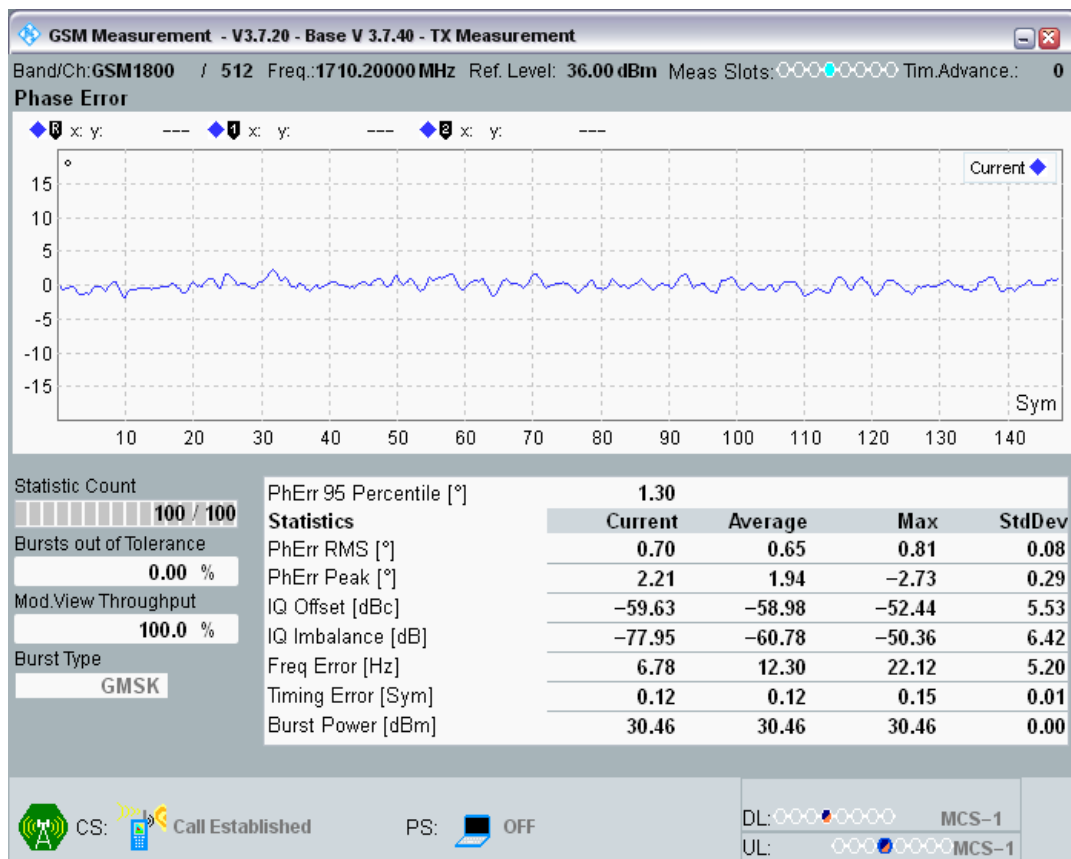 GSM Measurement - V3.7.20 - Base V 3.7.40 - TX Measurement
Band/Ch:GSM1800 / 512 Freq.:1710.20000 MHz Ref. Level: 36.00 dBm Meas Slots: Tim.Advance.: 0
Phase Error
R x: y: --- 1 x: y: --- 2 x: y: ---
°
Current
15
10
5
0
-5
-10
-15
Sym
10 20 30 40 50 60 70 80 90 100 110 120 130 140
Statistic Count
100 / 100
Bursts out of Tolerance
0.00 %
Mod.View Throughput
100.0 %
Burst Type
GMSK
PhErr 95 Percentile [°] 1.30
Statistics Current Average Max StdDev
PhErr RMS [°] 0.70 0.65 0.81 0.08
PhErr Peak [°] 2.21 1.94 −2.73 0.29
IQ Offset [dBc] −59.63 −58.98 −52.44 5.53
IQ Imbalance [dB] −77.95 −60.78 −50.36 6.42
Freq Error [Hz] 6.78 12.30 22.12 5.20
Timing Error [Sym] 0.12 0.12 0.15 0.01
Burst Power [dBm] 30.46 30.46 30.46 0.00
CS: Call Established PS: OFF
DL: MCS−1
UL: MCS−1